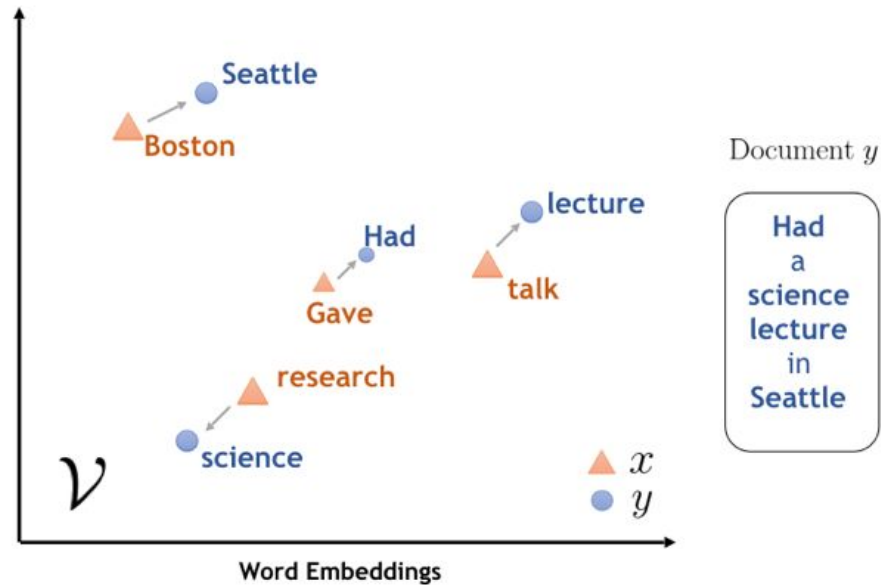 Seattle
Boston
Document y
lecture
Had
Had
a
talk
science
Gave
lecture
in
research
Seattle
science
x
𝒱
y
Word Embeddings